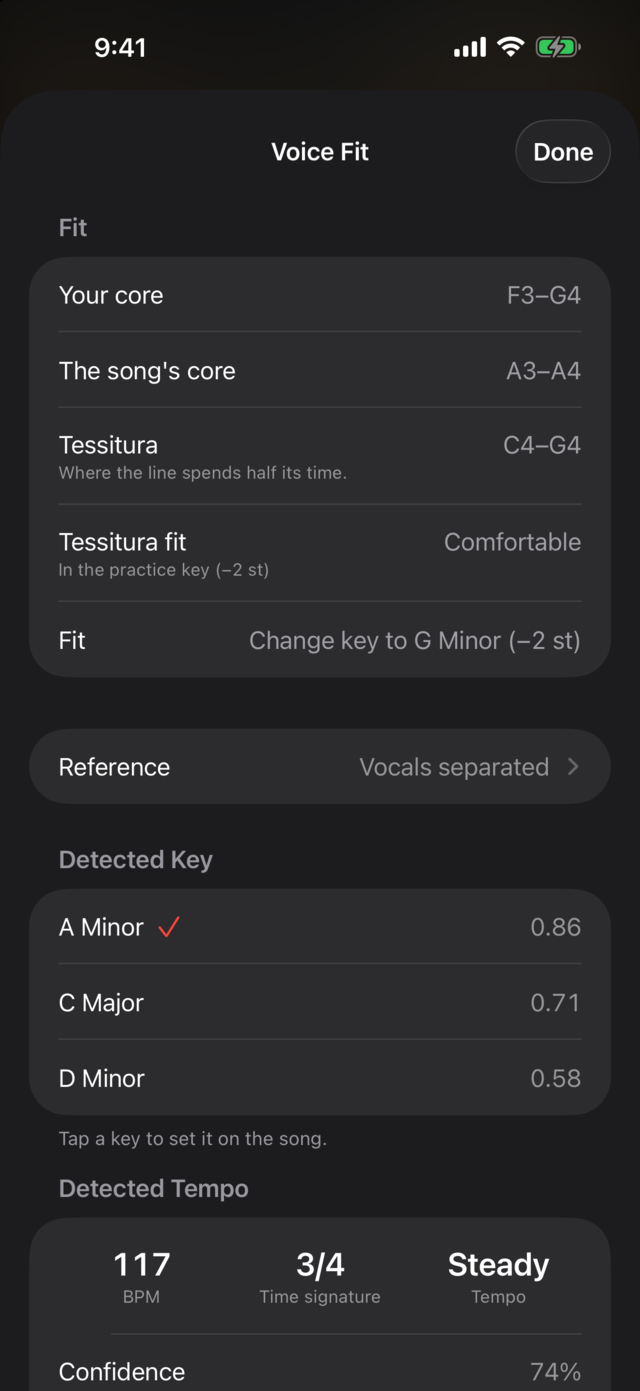 9:41
Voice Fit
Done
Fit
Your core F3–G4
The song's core A3–A4
Tessitura C4–G4
Where the line spends half its time.
Tessitura fit Comfortable
In the practice key (−2 st)
Fit Change key to G Minor (−2 st)
Reference Vocals separated
Detected Key
A Minor 0.86
C Major 0.71
D Minor 0.58
Tap a key to set it on the song.
Detected Tempo
117 3/4 Steady
BPM Time signature Tempo
Confidence 74%